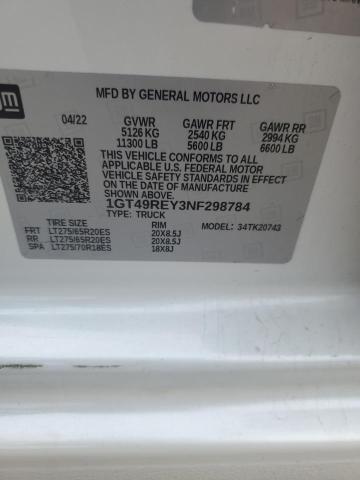 gm
MFD BY GENERAL MOTORS LLC
04/22 GVWR GAWR FRT GAWR RR
5126 KG 2540 KG 2994 KG
11300 LB 5600 LB 6600 LB
THIS VEHICLE CONFORMS TO ALL APPLICABLE
U.S. FEDERAL MOTOR VEHICLE SAFETY
STANDARDS IN EFFECT ON THE DATE OF
MANUFACTURE SHOWN ABOVE.
1GT49REY3NF298784
TYPE: TRUCK
TIRE SIZE RIM MODEL: 34TK20743
FRT LT275/65R20ES 20X8.5J
RR LT275/65R20ES 20X8.5J
SPA LT275/70R18ES 18X8J